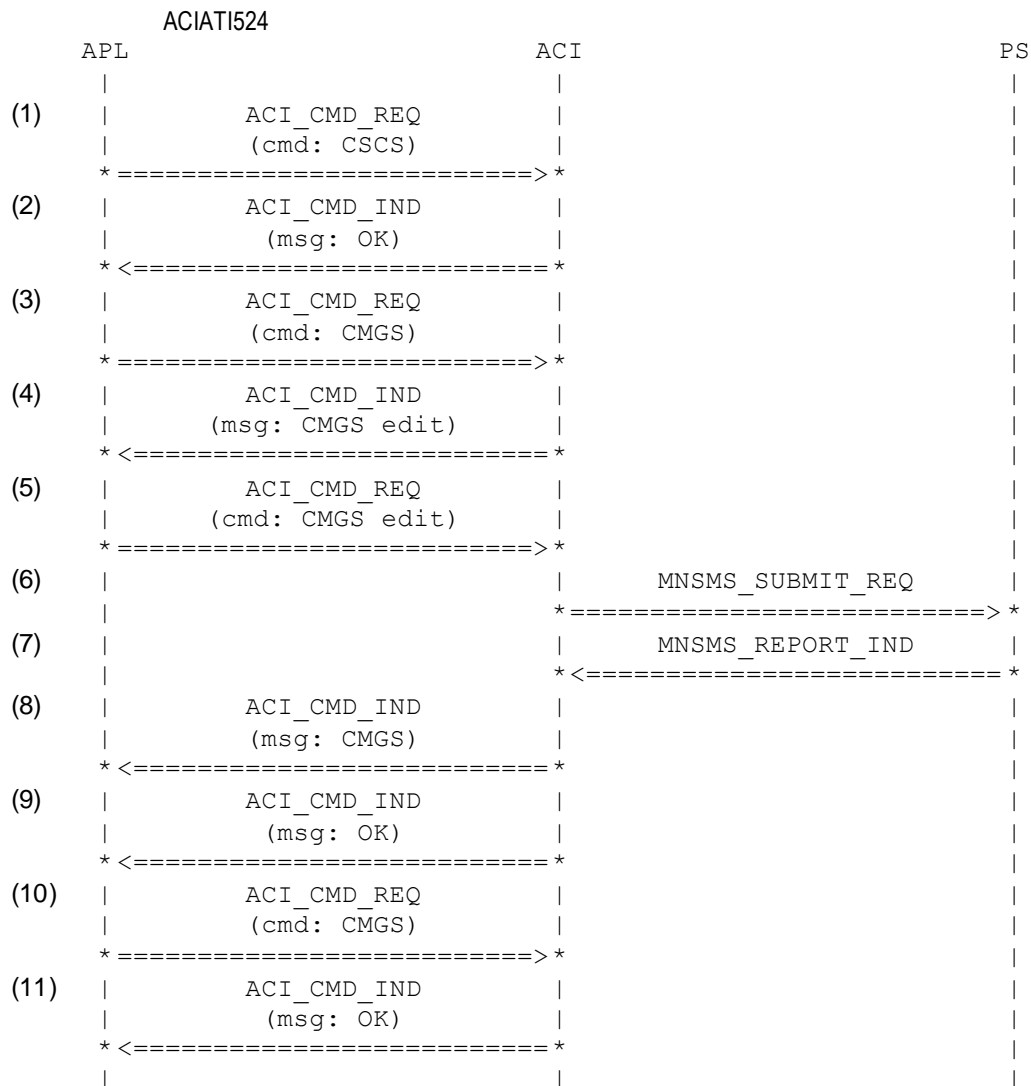 ACIATI524
APL ACI PS
| | |
(1) | ACI_CMD_REQ | |
| (cmd: CSCS) | |
*==========================>* |
(2) | ACI_CMD_IND | |
| (msg: OK) | |
*<==========================* |
(3) | ACI_CMD_REQ | |
| (cmd: CMGS) | |
*==========================>* |
(4) | ACI_CMD_IND | |
| (msg: CMGS edit) | |
*<==========================* |
(5) | ACI_CMD_REQ | |
| (cmd: CMGS edit) | |
*==========================>* |
(6) | | MNSMS_SUBMIT_REQ |
| *==========================>*
(7) | | MNSMS_REPORT_IND |
| *<==========================*
(8) | ACI_CMD_IND | |
| (msg: CMGS) | |
*<==========================* |
(9) | ACI_CMD_IND | |
| (msg: OK) | |
*<==========================* |
(10) | ACI_CMD_REQ | |
| (cmd: CMGS) | |
*==========================>* |
(11) | ACI_CMD_IND | |
| (msg: OK) | |
*<==========================* |
| | |